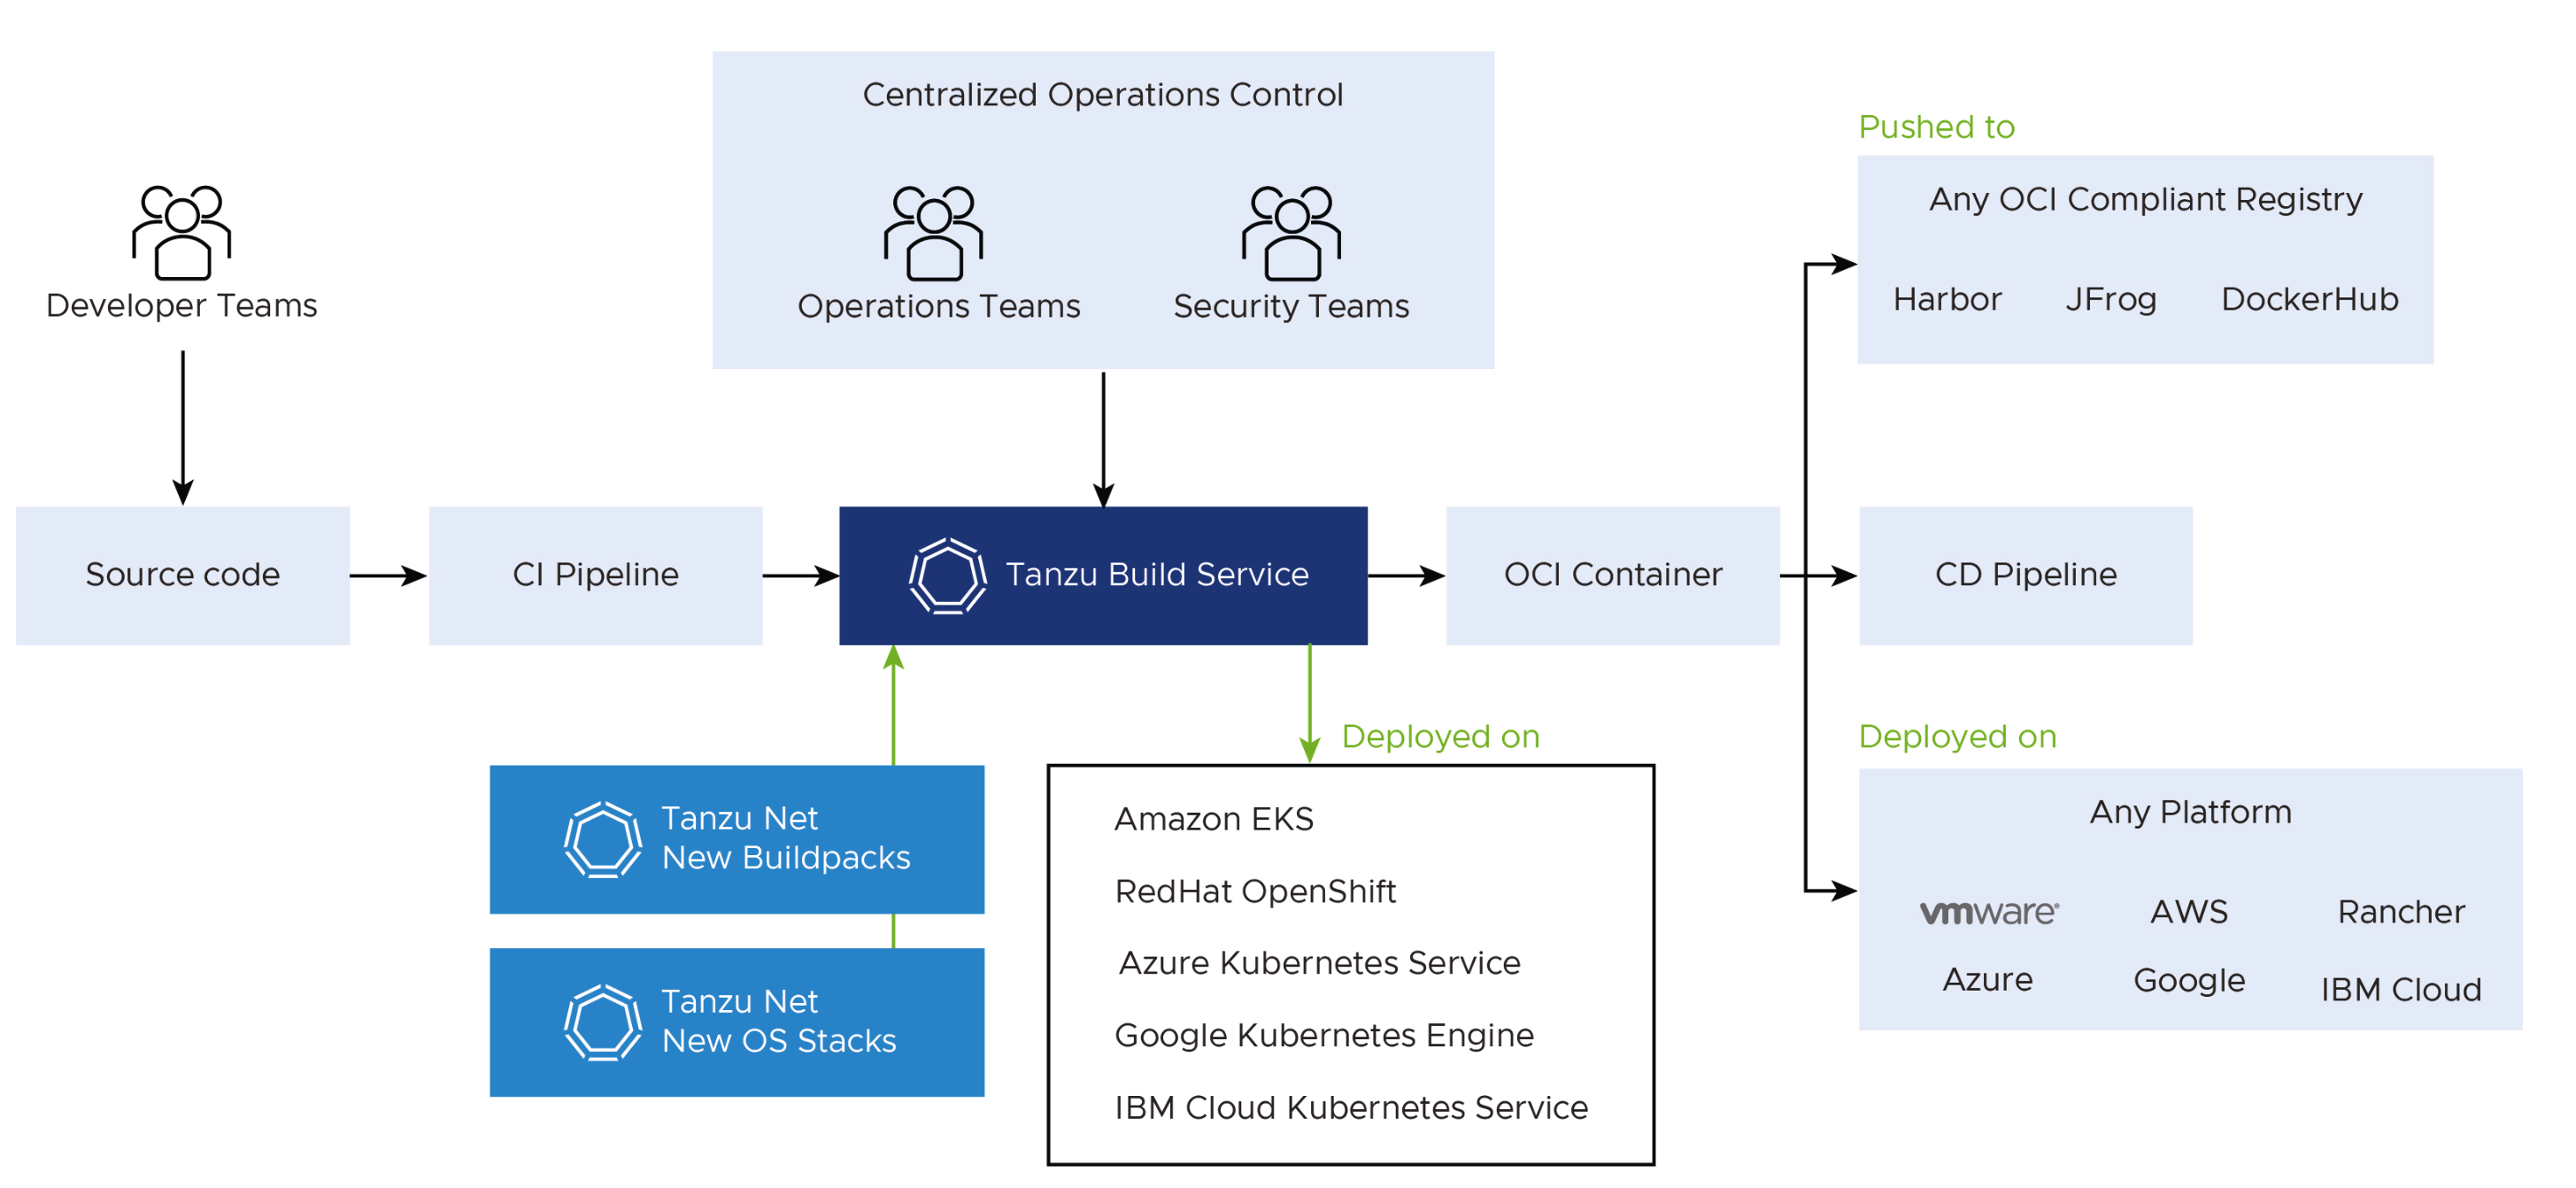 Centralized Operations Control
Developer Teams
Operations Teams
Security Teams
Pushed to
Any OCI Compliant Registry
Harbor
JFrog
DockerHub
Source code
CI Pipeline
Tanzu Build Service
OCI Container
CD Pipeline
Tanzu Net
New Buildpacks
Tanzu Net
New OS Stacks
Deployed on
Amazon EKS
RedHat OpenShift
Azure Kubernetes Service
Google Kubernetes Engine
IBM Cloud Kubernetes Service
Deployed on
Any Platform
vmware®
AWS
Rancher
Azure
Google
IBM Cloud